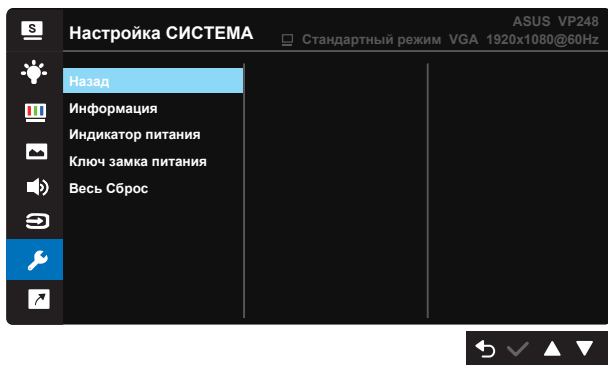 S
Настройка СИСТЕМА
ASUS VP248
Стандартный режим VGA 1920x1080@60Hz
Назад
Информация
Индикатор питания
Ключ замка питания
Весь Сброс